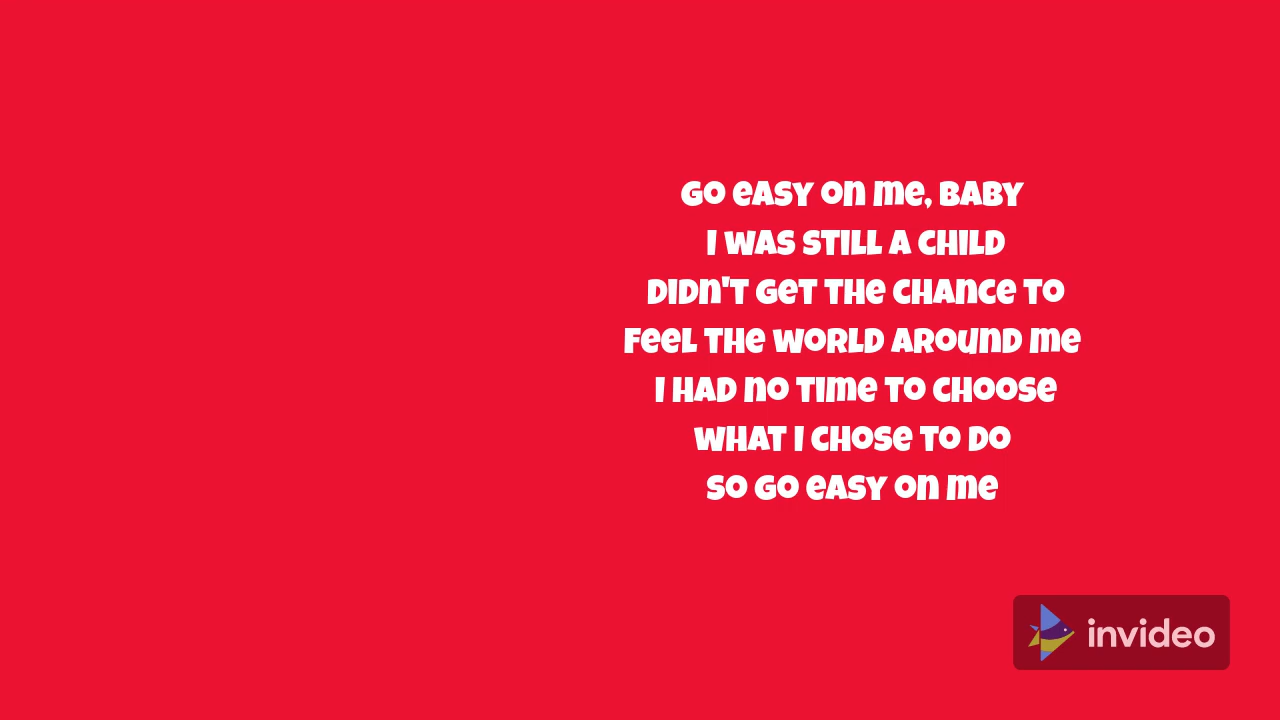 Go easy on me, baby
I was still a child
Didn't get the chance to
Feel the world around me
I had no time to choose
What I chose to do
So go easy on me
invideo